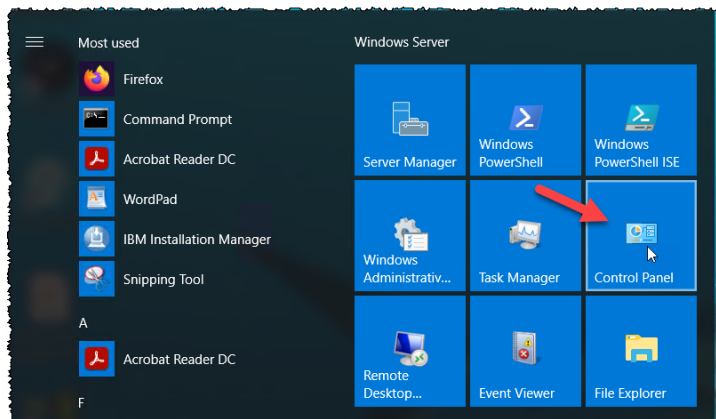 Most used
Firefox
Command Prompt
Acrobat Reader DC
WordPad
IBM Installation Manager
Snipping Tool
A
Acrobat Reader DC
F
Windows Server
Server Manager
Windows
PowerShell
Windows
PowerShell ISE
Windows
Administrativ...
Task Manager
Control Panel
Remote
Desktop...
Event Viewer
File Explorer